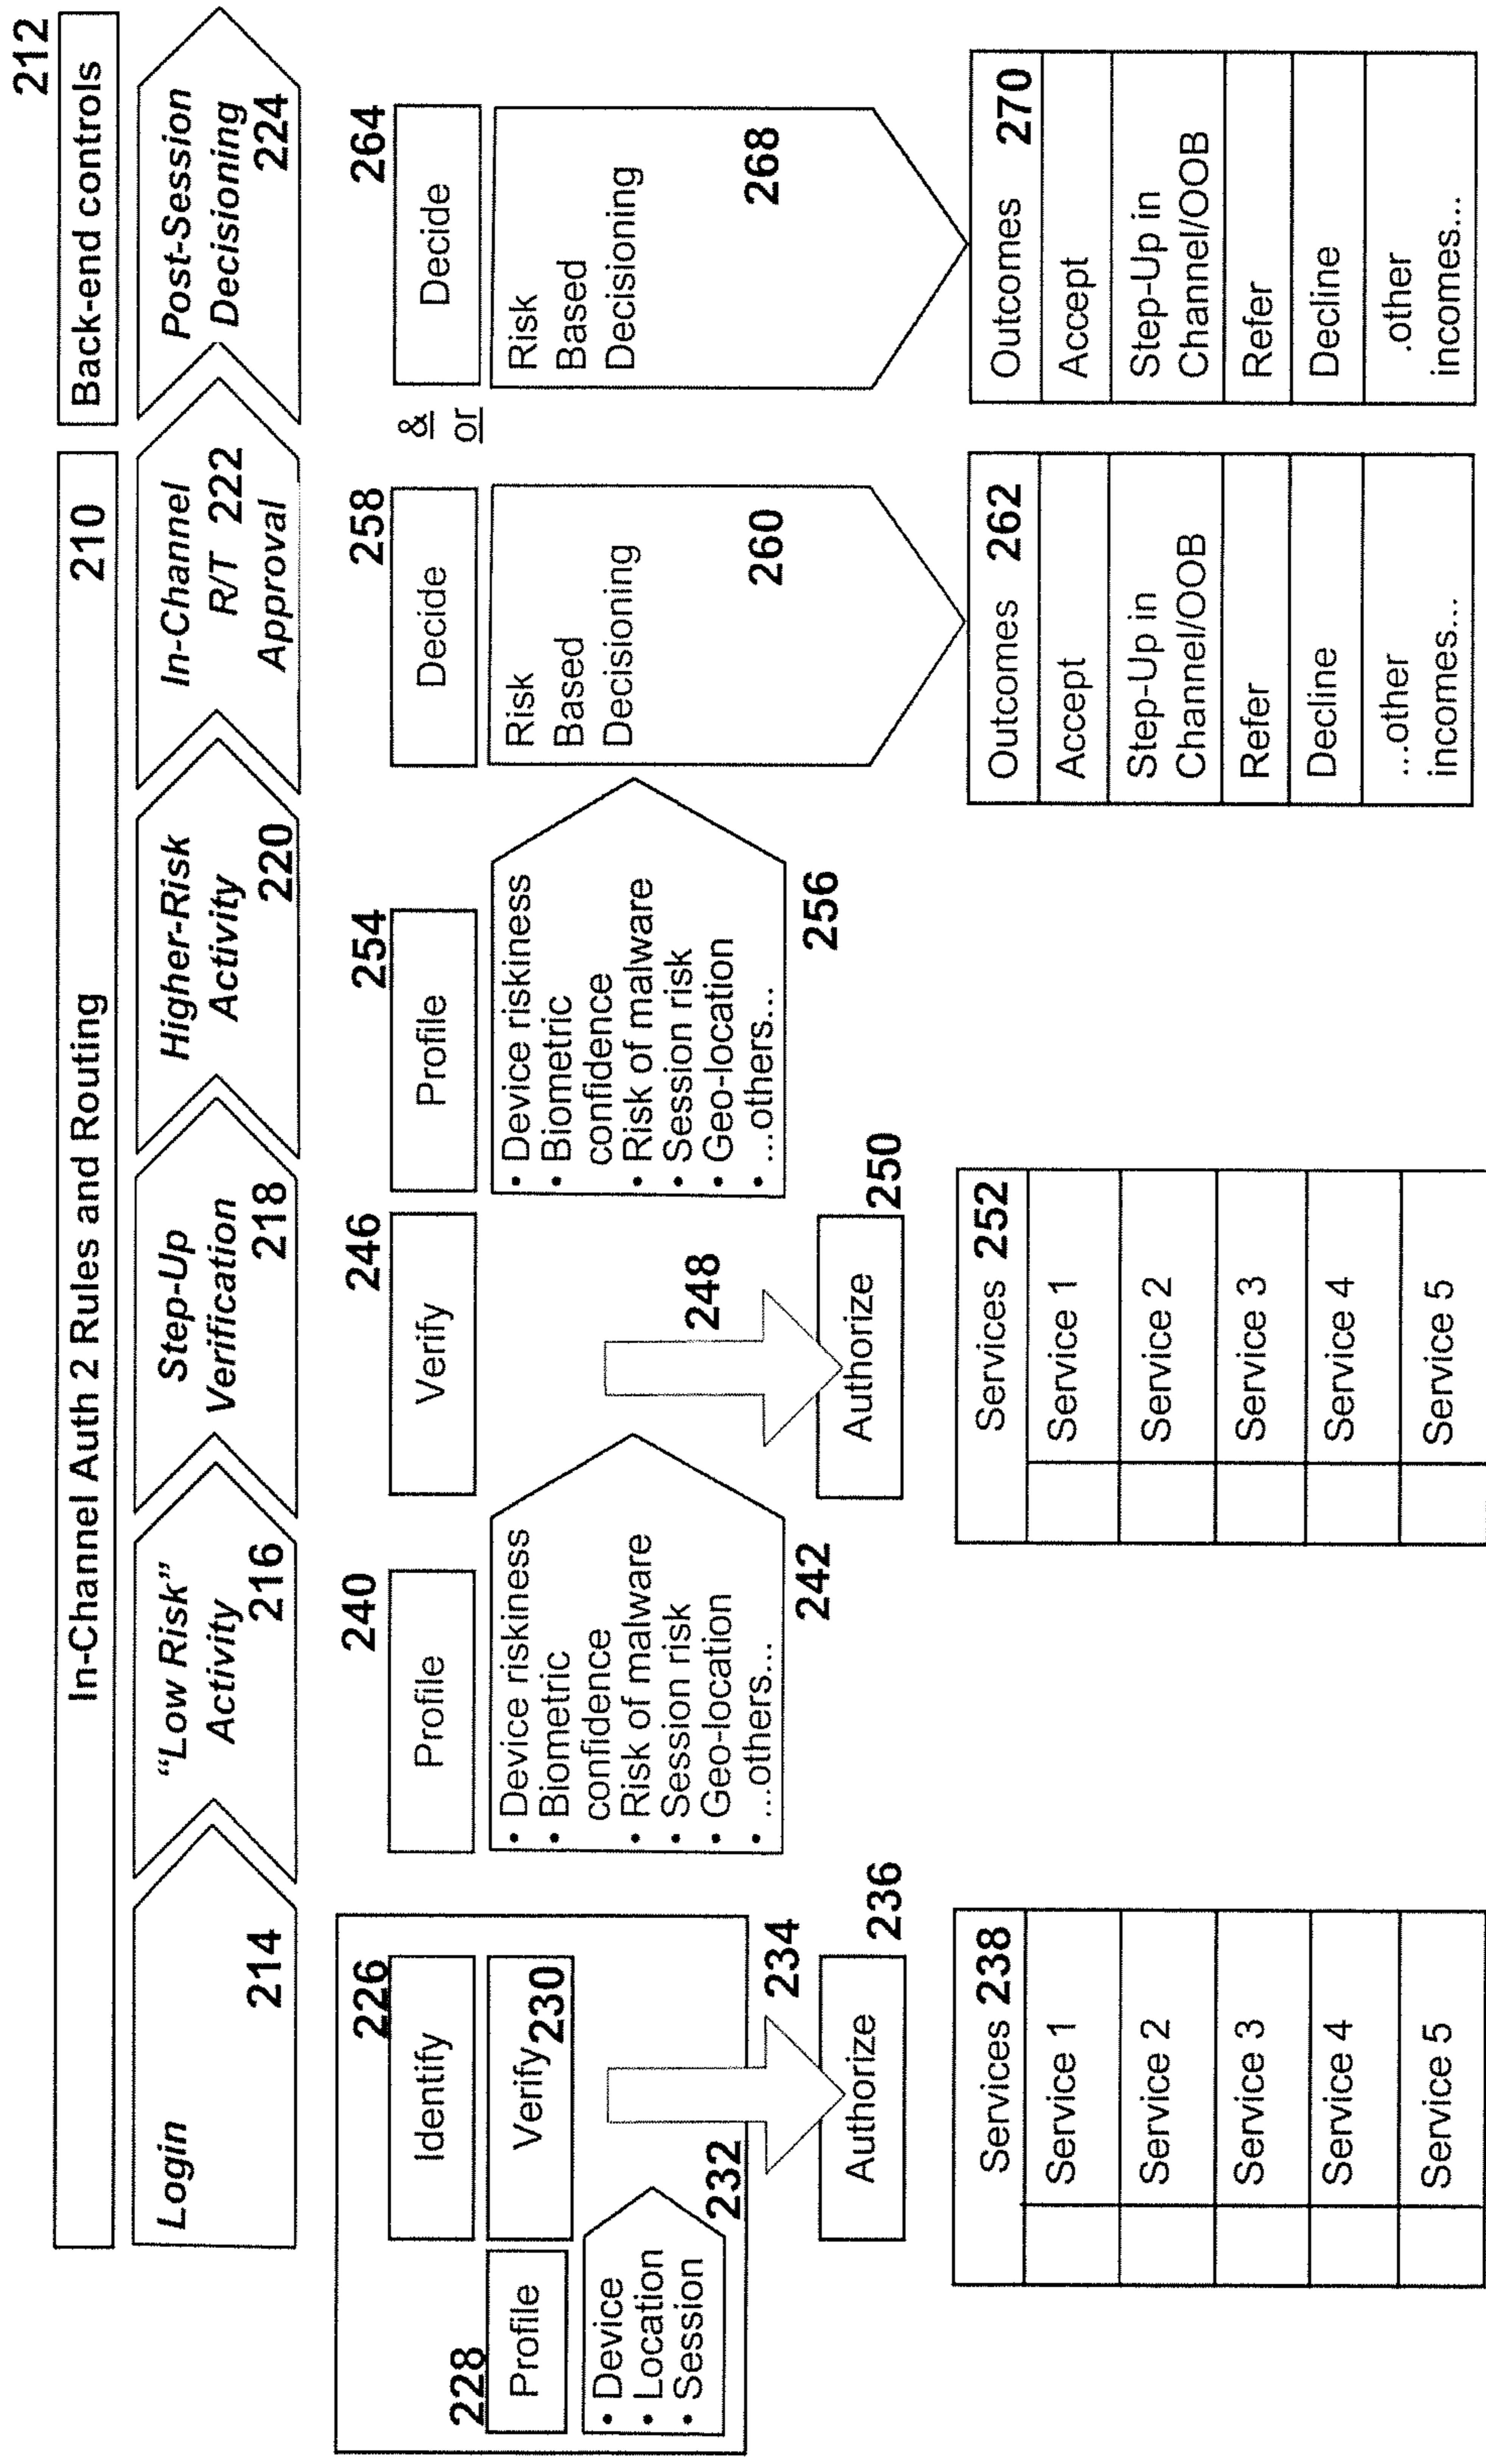 In-Channel Auth 2 Rules and Routing 210
Back-end controls
212
Login
214
“Low Risk”
Activity
216
Step-Up
Verification
218
Higher-Risk
Activity
220
In-Channel
R/T 222
Approval
Post-Session
Decisioning
224
226
Identify
228
Profile
Verify 230
• Device
• Location
• Session
232
234
236
Authorize
Services 238
Service 1
Service 2
Service 3
Service 4
Service 5
240
Profile
• Device riskiness
• Biometric
confidence
• Risk of malware
• Session risk
• Geo-location
• ...others...
242
246
Verify
248
250
Authorize
Services 252
Service 1
Service 2
Service 3
Service 4
Service 5
254
Profile
• Device riskiness
• Biometric
confidence
• Risk of malware
• Session risk
• Geo-location
• ...others...
256
258
Decide
Risk
Based
Decisioning
260
Outcomes 262
Accept
Step-Up in
Channel/OOB
Refer
Decline
...other
incomes...
&
or
264
Decide
Risk
Based
Decisioning
268
Outcomes 270
Accept
Step-Up in
Channel/OOB
Refer
Decline
.other
incomes...